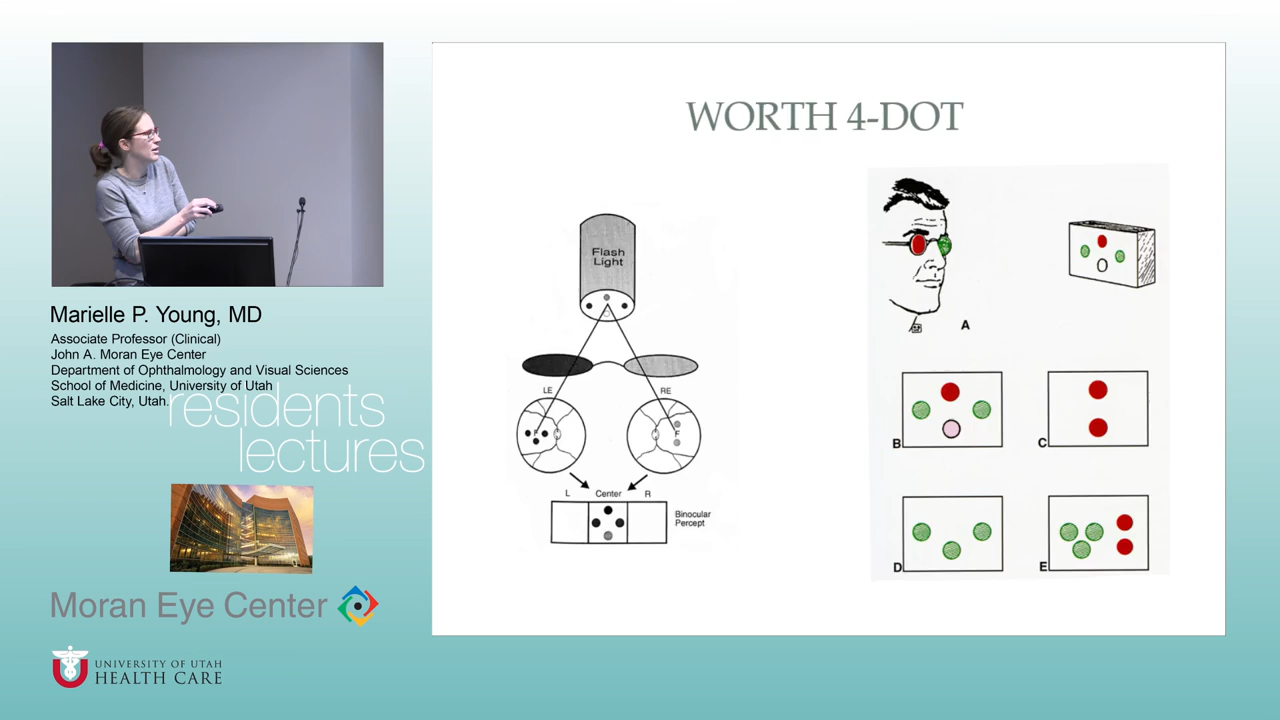 WORTH 4-DOT
Flash
Light
LE
RE
F
F
L
Center
R
Binocular
Percept
A
B
C
D
E
Marielle P. Young, MD
Associate Professor (Clinical)
John A. Moran Eye Center
Department of Ophthalmology and Visual Sciences
School of Medicine, University of Utah
Salt Lake City, Utah.
residents
lectures
Moran Eye Center
UNIVERSITY OF UTAH
HEALTH CARE